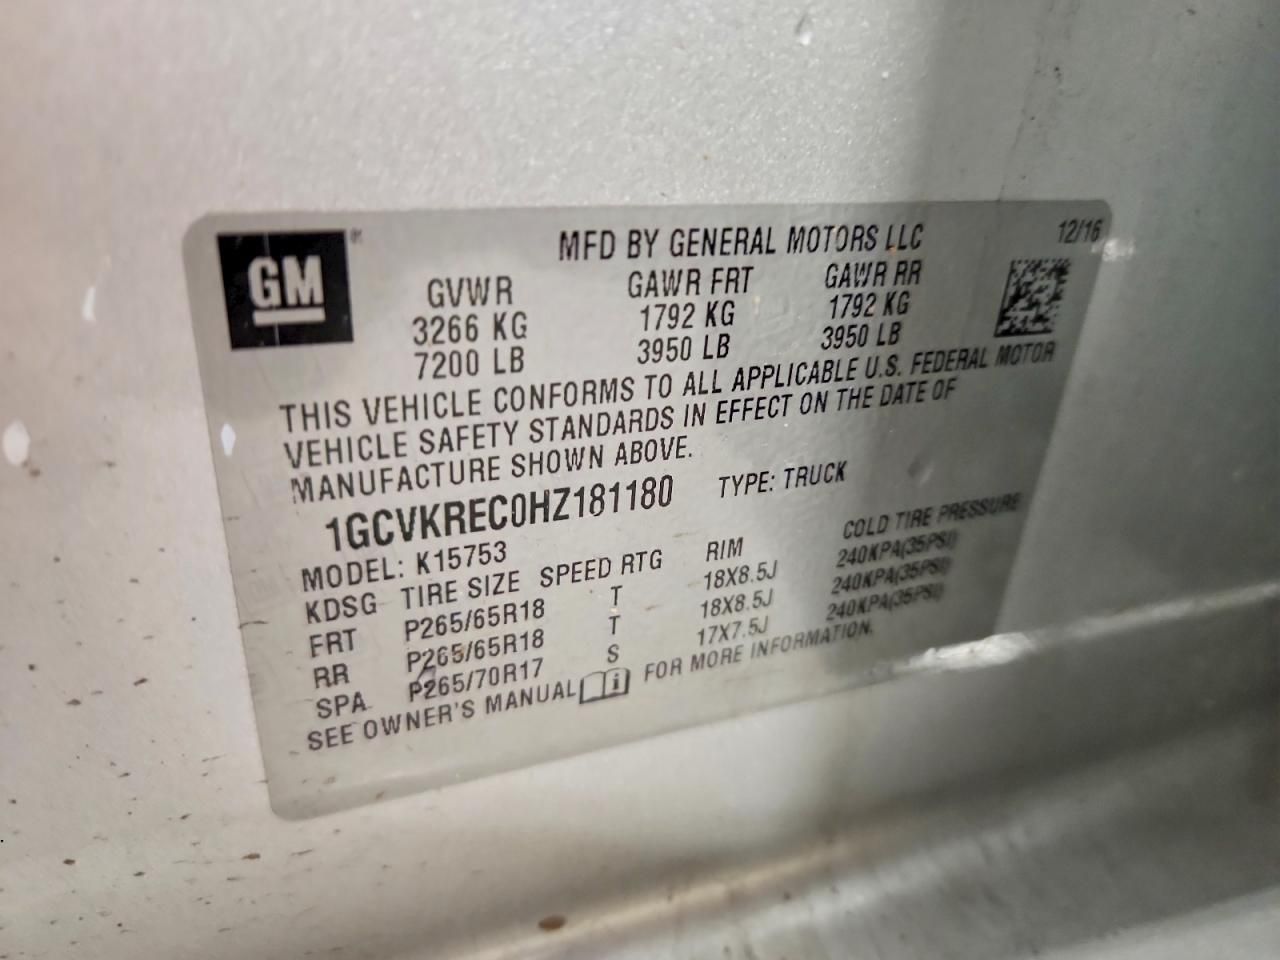 GM
MFD BY GENERAL MOTORS LLC 12/16
GVWR GAWR FRT GAWR RR
3266 KG 1792 KG 1792 KG
7200 LB 3950 LB 3950 LB
THIS VEHICLE CONFORMS TO ALL APPLICABLE U.S. FEDERAL MOTOR
VEHICLE SAFETY STANDARDS IN EFFECT ON THE DATE OF
MANUFACTURE SHOWN ABOVE.
1GCVKREC0HZ181180 TYPE: TRUCK
MODEL: K15753
KDSG TIRE SIZE SPEED RTG RIM COLD TIRE PRESSURE
FRT P265/65R18 T 18X8.5J 240KPA(35PSI)
RR P265/65R18 T 18X8.5J 240KPA(35PSI)
SPA P265/70R17 S 17X7.5J 240KPA(35PSI)
SEE OWNER'S MANUAL FOR MORE INFORMATION.